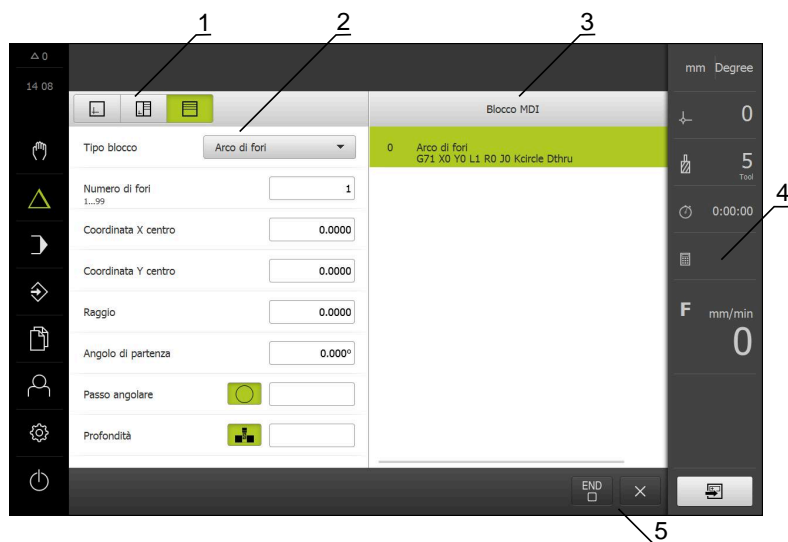 1
2
3
0
14 08
mm Degree
Blocco MDI
0
Tipo blocco
Arco di fori
0 Arco di fori
G71 X0 Y0 L1 R0 J0 Kcircle Dthru
5
Tool
Numero di fori
1...99
1
4
0:00:00
Coordinata X centro
0.0000
Coordinata Y centro
0.0000
Raggio
0.0000
F mm/min
0
Angolo di partenza
0.000°
Passo angolare
Profondità
END
5